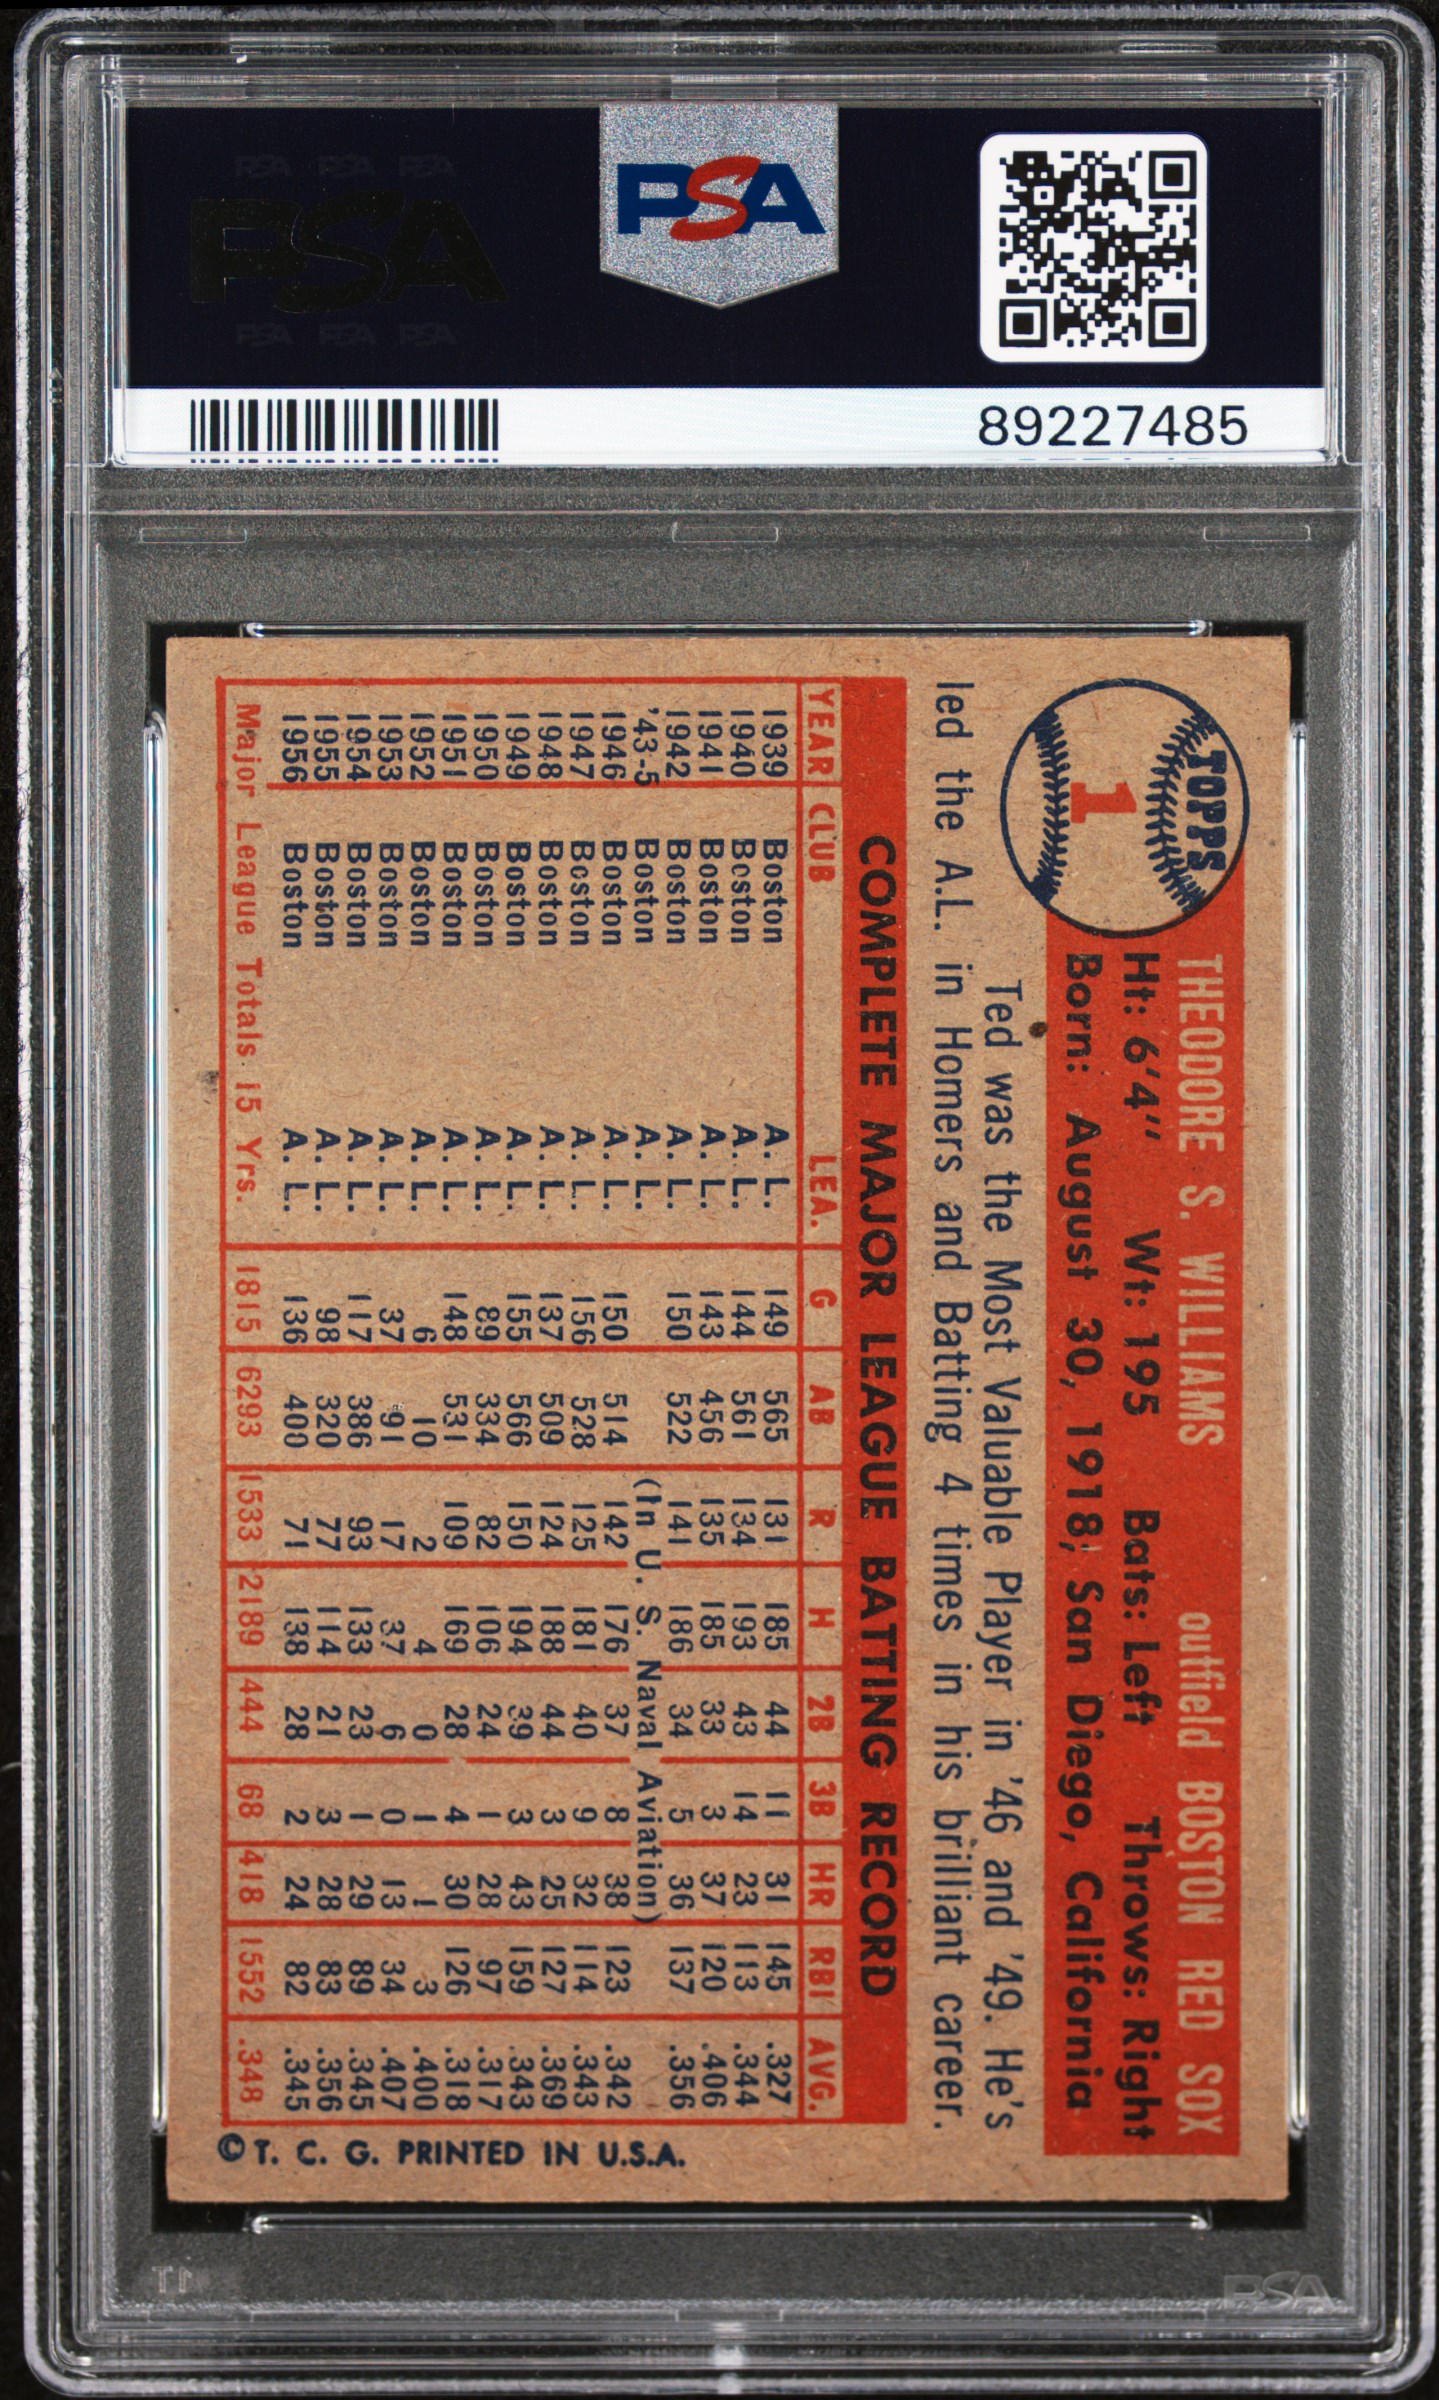 PSA PSA PSA
PSA
PSA PSA PSA
PSA
89227485
TOPPS
1
THEODORE S. WILLIAMS outfield BOSTON RED SOX
Ht: 6'4" Wt: 195 Bats: Left Throws: Right
Born: August 30, 1918; San Diego, California
Ted was the Most Valuable Player in '46 and '49. He's
led the A.L. in Homers and Batting 4 times in his brilliant career.
COMPLETE MAJOR LEAGUE BATTING RECORD
YEAR CLUB LEA. G AB R H 2B 3B HR RBI AVG.
1939 Boston A. L. 149 565 131 185 44 11 31 145 .327
1940 Boston A. L. 144 561 134 193 43 14 23 113 .344
1941 Boston A. L. 143 456 135 185 33 3 37 120 .406
1942 Boston A. L. 150 522 141 186 34 5 36 137 .356
'43-5 Boston A. L. (In U. S. Naval Aviation)
1946 Boston A. L. 150 514 142 176 37 8 38 123 .342
1947 Boston A. L. 156 528 125 181 40 9 32 114 .343
1948 Boston A. L. 137 509 124 188 44 3 25 127 .369
1949 Boston A. L. 155 566 150 194 39 3 43 159 .343
1950 Boston A. L. 89 334 82 106 24 1 28 97 .317
1951 Boston A. L. 148 531 109 169 28 4 30 126 .318
1952 Boston A. L. 6 10 2 4 0 1 1 3 .400
1953 Boston A. L. 37 91 17 37 6 0 13 34 .407
1954 Boston A. L. 117 386 93 133 23 1 29 89 .345
1955 Boston A. L. 98 320 77 114 21 3 28 83 .356
1956 Boston A. L. 136 400 71 138 28 2 24 82 .345
Major League Totals 15 Yrs. 1815 6293 1533 2189 444 68 418 1552 .348
© T. C. G. PRINTED IN U.S.A.
PSA